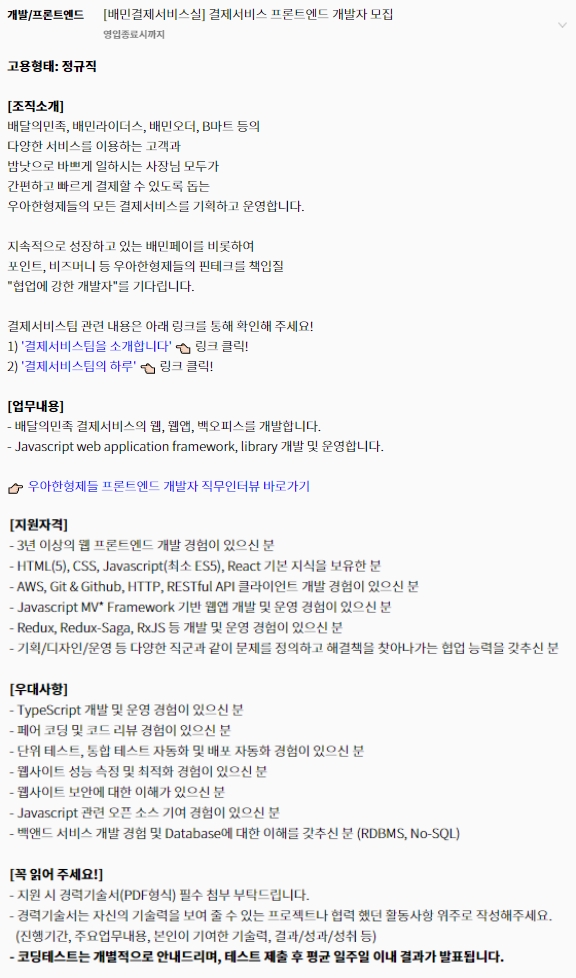 개발/프론트엔드
[배민결제서비스실] 결제서비스 프론트엔드 개발자 모집
영업종료시까지
고용형태: 정규직
[조직소개]
배달의민족, 배민라이더스, 배민오더, B마트 등의
다양한 서비스를 이용하는 고객과
밤낮으로 바쁘게 일하시는 사장님 모두가
간편하고 빠르게 결제할 수 있도록 돕는
우아한형제들의 모든 결제서비스를 기획하고 운영합니다.
지속적으로 성장하고 있는 배민페이를 비롯하여
포인트, 비즈머니 등 우아한형제들의 핀테크를 책임질
"협업에 강한 개발자"를 기다립니다.
결제서비스팀 관련 내용은 아래 링크를 통해 확인해 주세요!
1) '결제서비스팀을 소개합니다' 👈 링크 클릭!
2) '결제서비스팀의 하루' 👈 링크 클릭!
[업무내용]
- 배달의민족 결제서비스의 웹, 웹앱, 백오피스를 개발합니다.
- Javascript web application framework, library 개발 및 운영합니다.
👉 우아한형제들 프론트엔드 개발자 직무인터뷰 바로가기
[지원자격]
- 3년 이상의 웹 프론트엔드 개발 경험이 있으신 분
- HTML(5), CSS, Javascript(최소 ES5), React 기본 지식을 보유한 분
- AWS, Git & Github, HTTP, RESTful API 클라이언트 개발 경험이 있으신 분
- Javascript MV* Framework 기반 웹앱 개발 및 운영 경험이 있으신 분
- Redux, Redux-Saga, RxJS 등 개발 및 운영 경험이 있으신 분
- 기획/디자인/운영 등 다양한 직군과 같이 문제를 정의하고 해결책을 찾아나가는 협업 능력을 갖추신 분
[우대사항]
- TypeScript 개발 및 운영 경험이 있으신 분
- 페어 코딩 및 코드 리뷰 경험이 있으신 분
- 단위 테스트, 통합 테스트 자동화 및 배포 자동화 경험이 있으신 분
- 웹사이트 성능 측정 및 최적화 경험이 있으신 분
- 웹사이트 보안에 대한 이해가 있으신 분
- Javascript 관련 오픈 소스 기여 경험이 있으신 분
- 백앤드 서비스 개발 경험 및 Database에 대한 이해를 갖추신 분 (RDBMS, No-SQL)
[꼭 읽어 주세요!]
- 지원 시 경력기술서(PDF형식) 필수 첨부 부탁드립니다.
- 경력기술서는 자신의 기술력을 보여 줄 수 있는 프로젝트나 협력 했던 활동사항 위주로 작성해주세요.
(진행기간, 주요업무내용, 본인이 기여한 기술력, 결과/성과/성취 등)
- 코딩테스트는 개별적으로 안내드리며, 테스트 제출 후 평균 일주일 이내 결과가 발표됩니다.